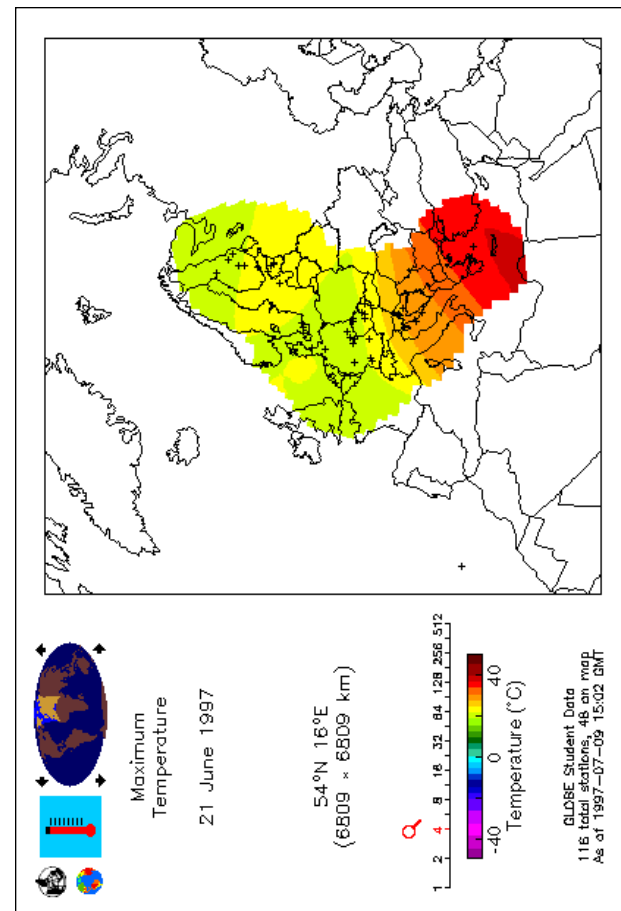 Maximum
Temperature
21 June 1997
54°N 16°E
(6809 × 6809 km)
1 2 4 8 16 32 64 128 256 512
-40 0 40
Temperature (°C)
GLOBE Student Data
116 total stations, 48 on map
As of 1997-07-09 15:02 GMT